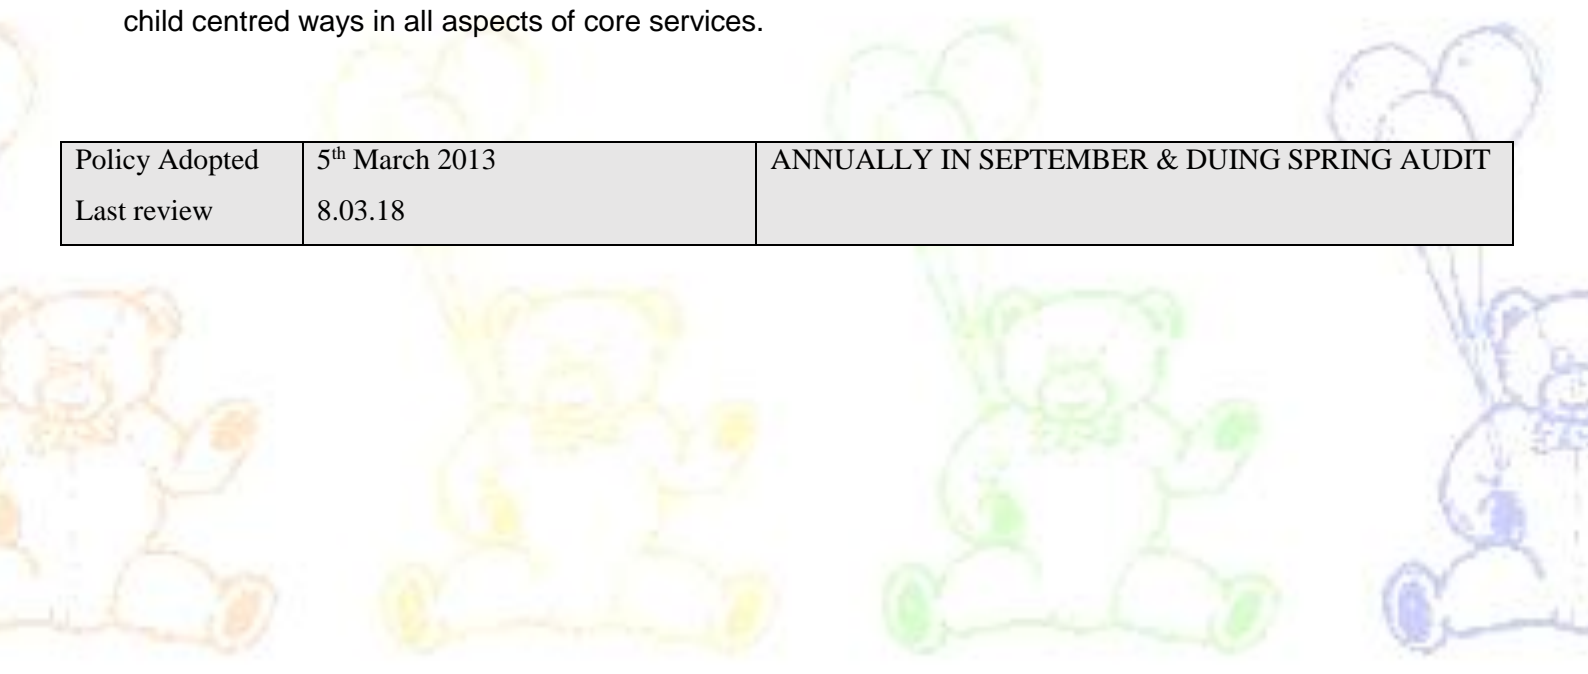 child centred ways in all aspects of core services.
Policy Adopted 5th March 2013 ANNUALLY IN SEPTEMBER & DUING SPRING AUDIT
Last review 8.03.18